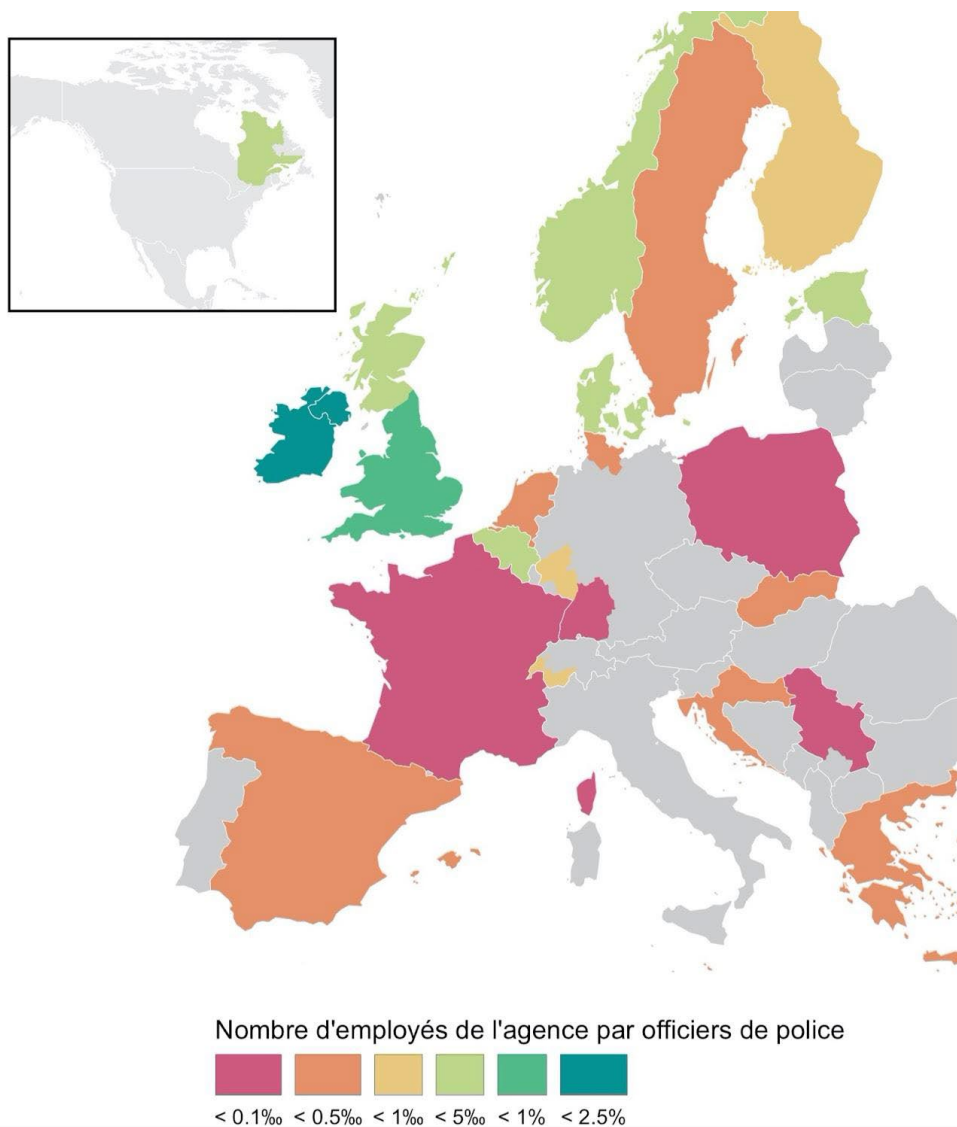 Nombre d'employés de l'agence par officiers de police
< 0.1‰ < 0.5‰ < 1‰ < 5‰ < 1% < 2.5%